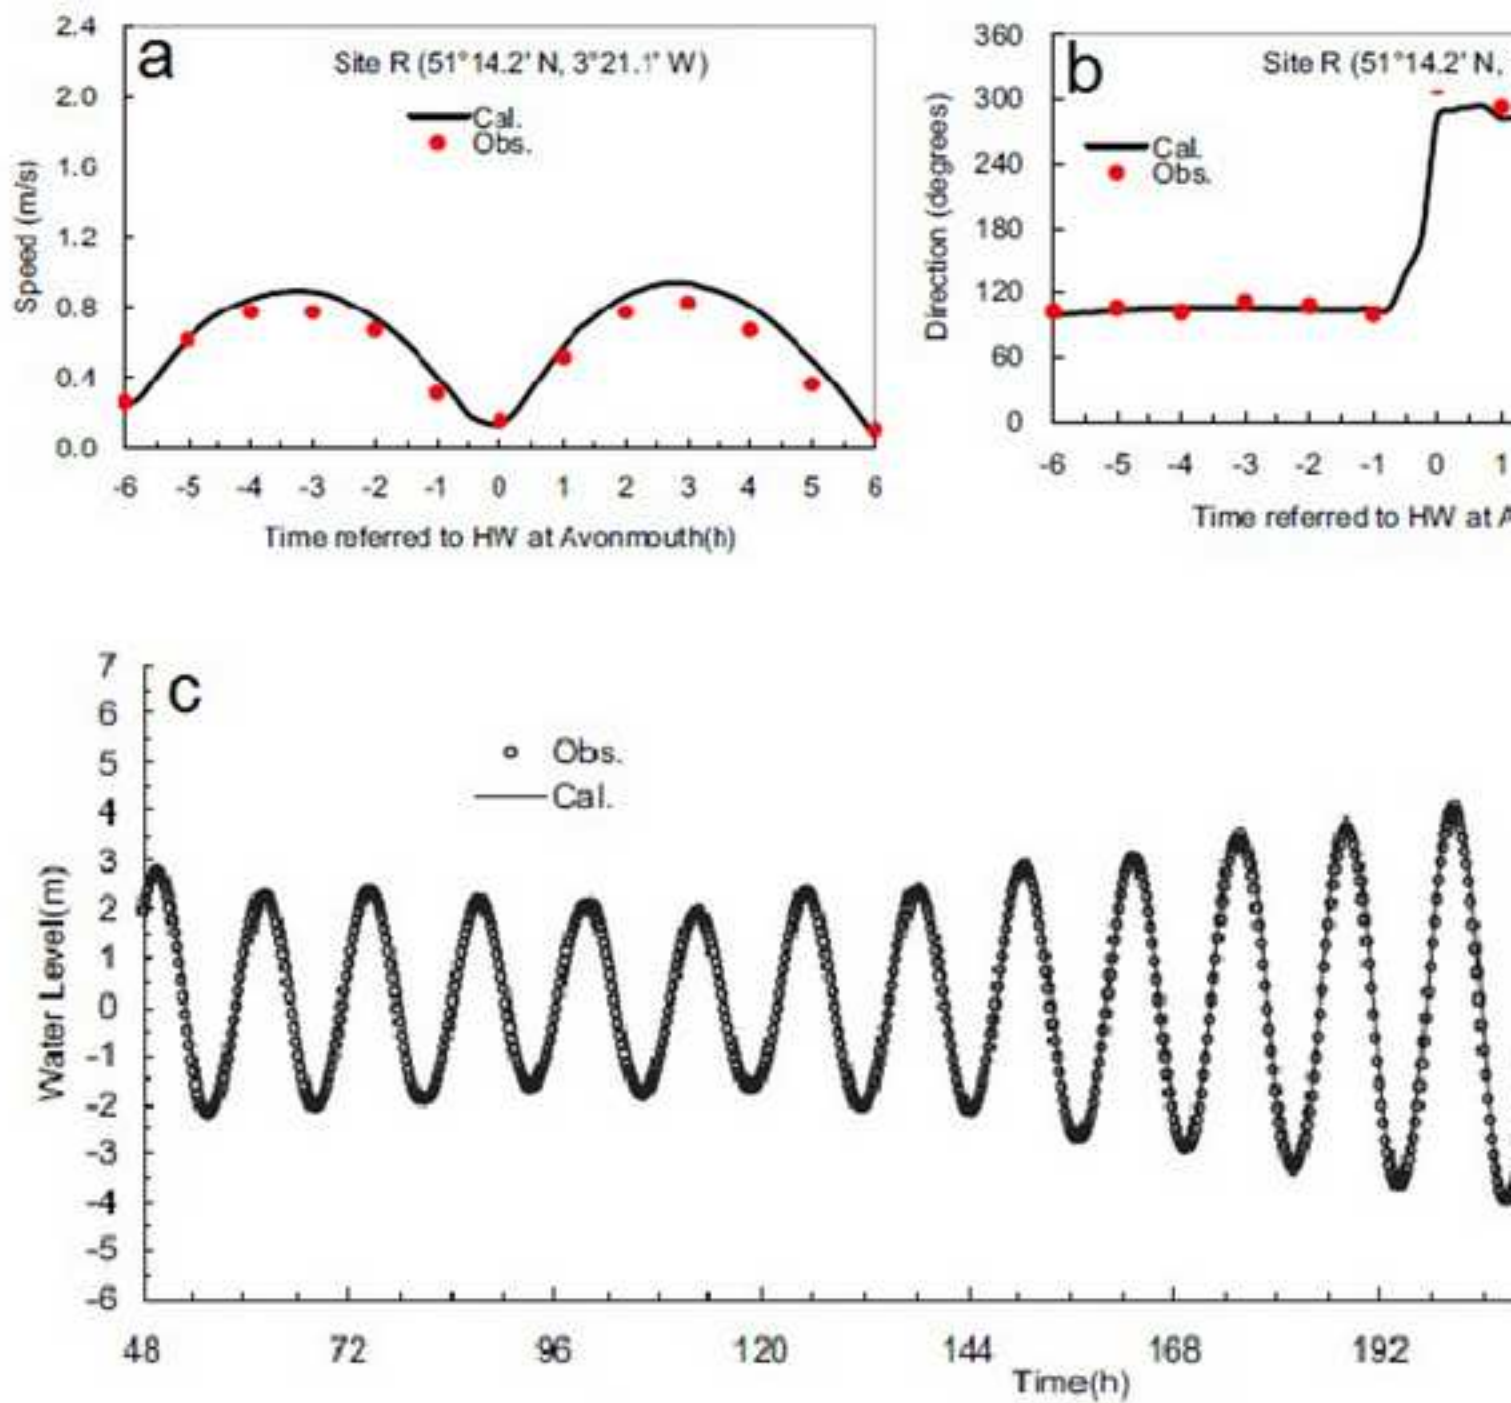 a
Site R (51°14.2' N, 3°21.1' W)
Cal.
Obs.
Speed (m/s)
2.4
2.0
1.6
1.2
0.8
0.4
0.0
-6 -5 -4 -3 -2 -1 0 1 2 3 4 5 6
Time referred to HW at Avonmouth(h)
b
Site R (51°14.2' N,
Cal.
Obs.
Direction (degrees)
360
300
240
180
120
60
0
-6 -5 -4 -3 -2 -1 0 1
Time referred to HW at A
c
Obs.
Cal.
Water Level(m)
7
6
5
4
3
2
1
0
-1
-2
-3
-4
-5
-6
48 72 96 120 144 168 192
Time(h)